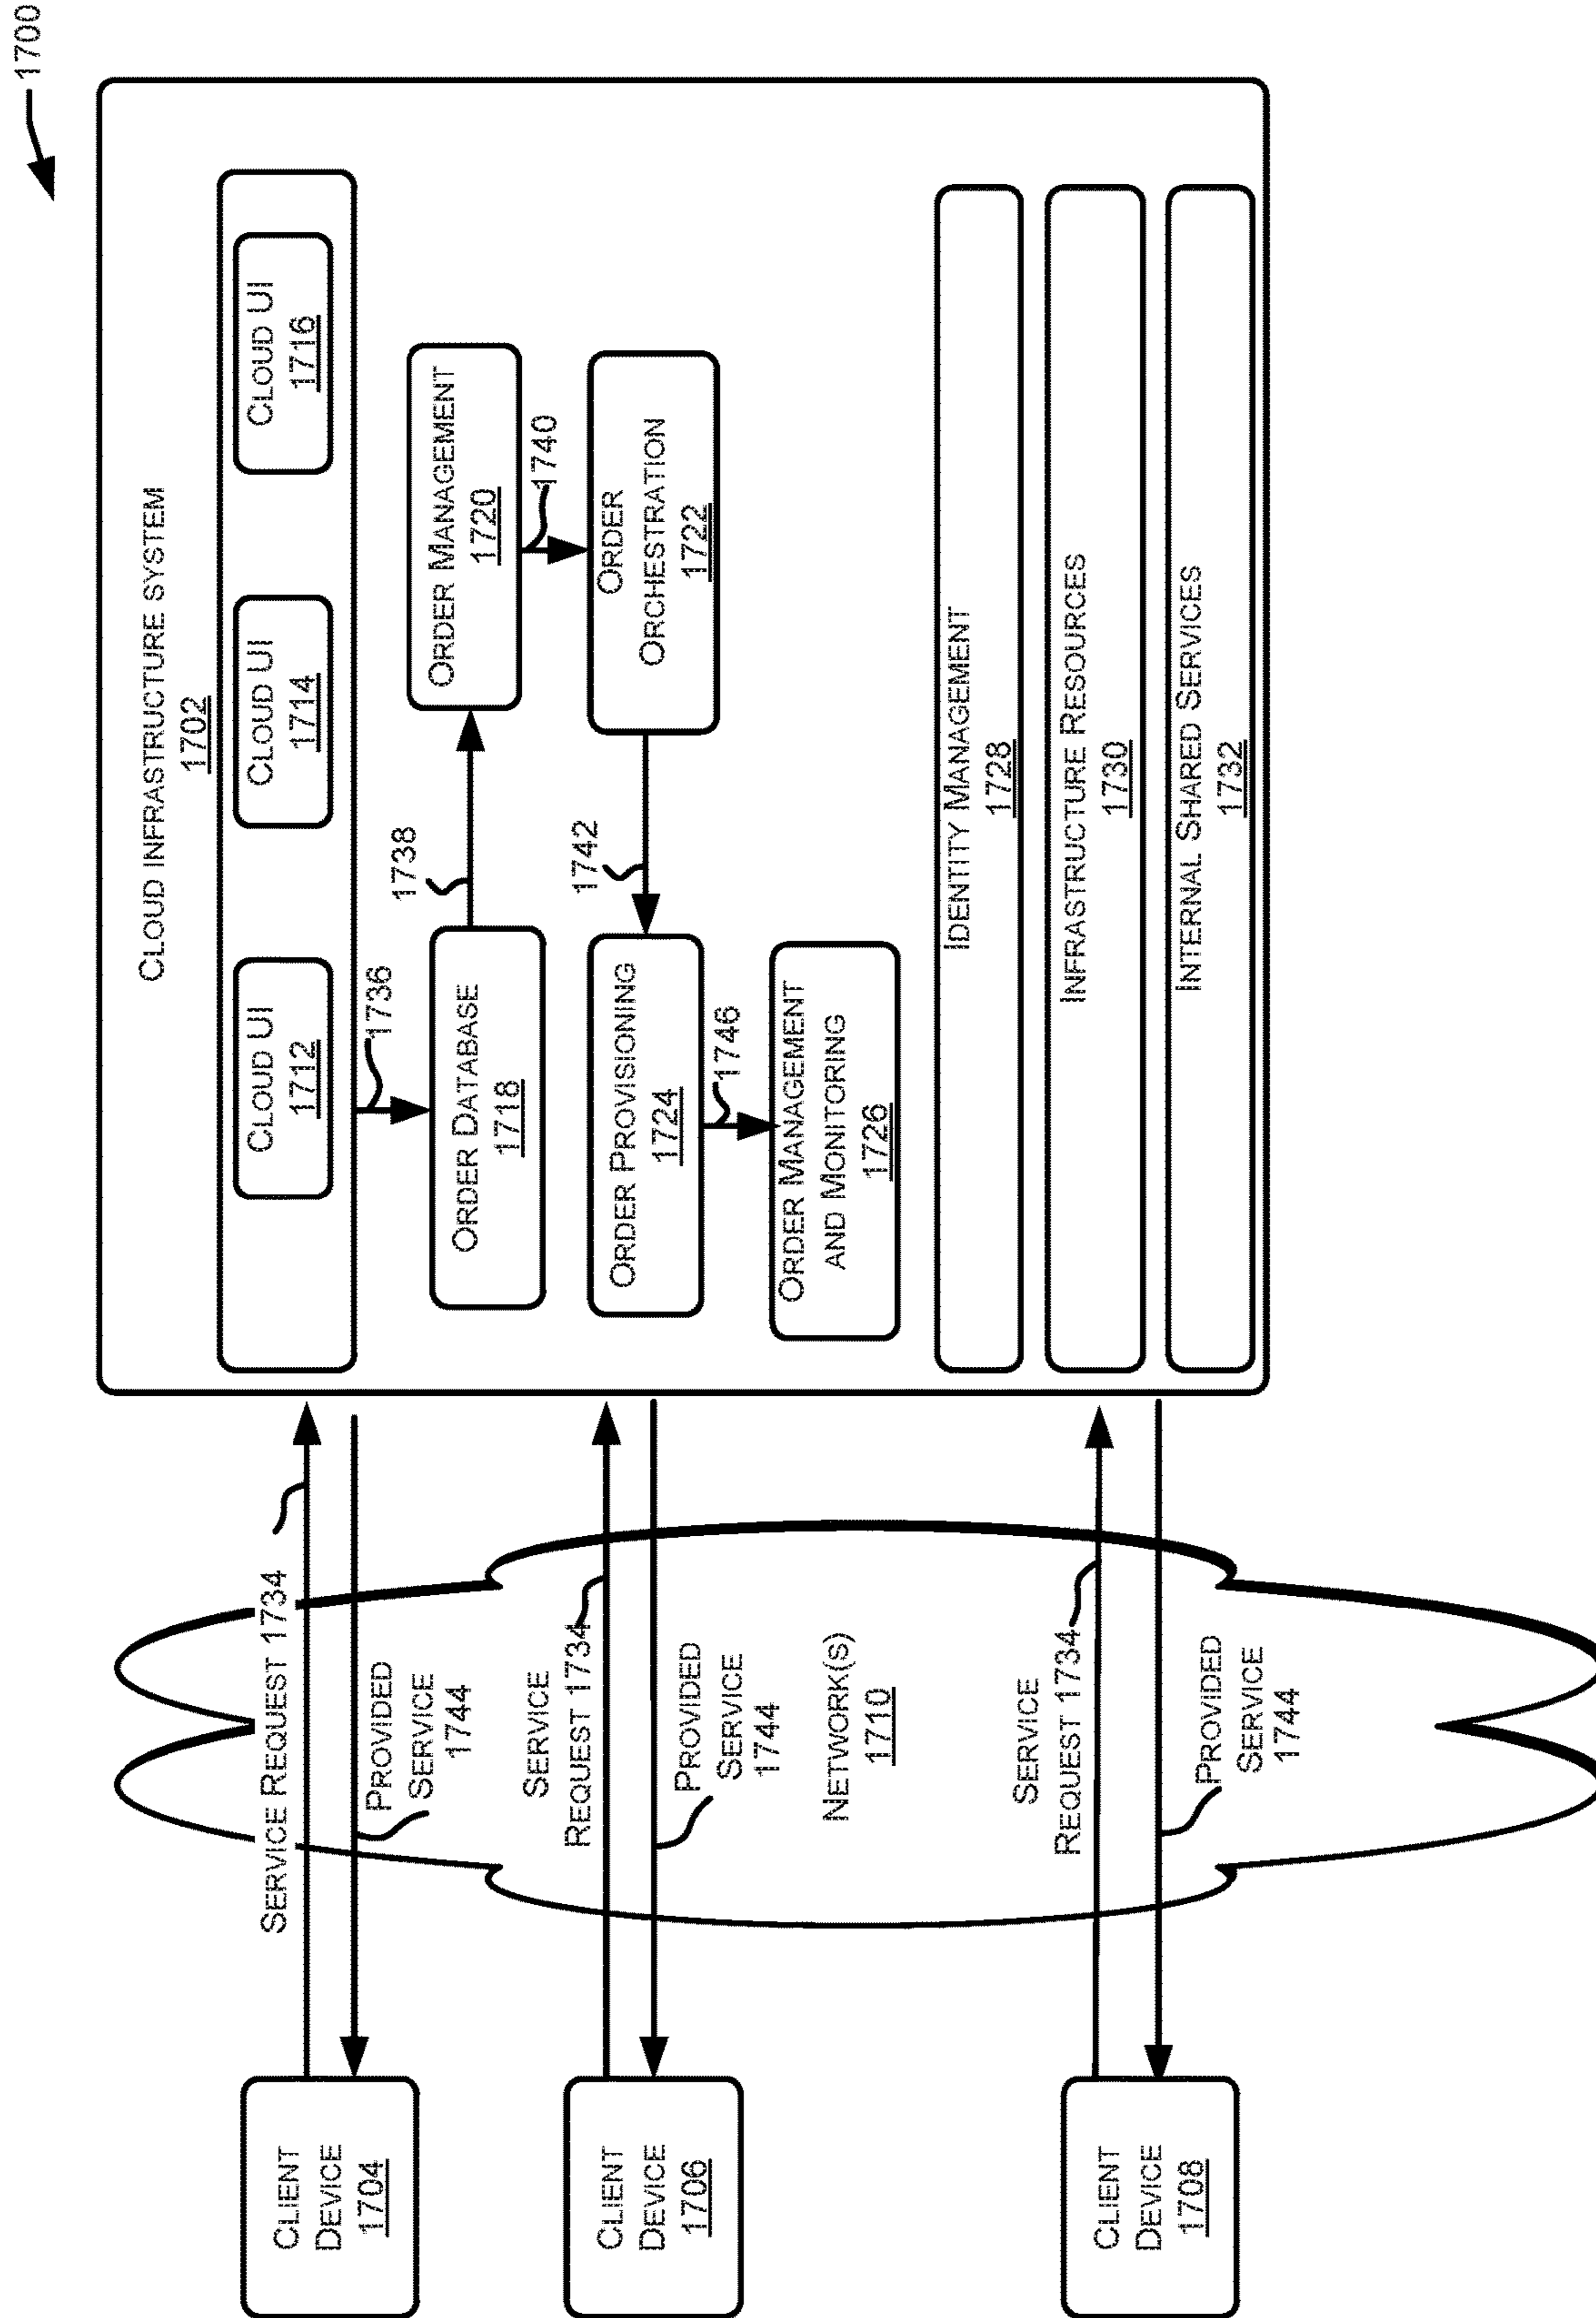 1700
CLOUD INFRASTRUCTURE SYSTEM
1702
CLOUD UI
1712
CLOUD UI
1714
CLOUD UI
1716
1736
ORDER DATABASE
1718
1738
ORDER MANAGEMENT
1720
1740
ORDER
ORCHESTRATION
1722
1742
ORDER PROVISIONING
1724
1746
ORDER MANAGEMENT
AND MONITORING
1726
IDENTITY MANAGEMENT
1728
INFRASTRUCTURE RESOURCES
1730
INTERNAL SHARED SERVICES
1732
SERVICE REQUEST 1734
PROVIDED
SERVICE
1744
SERVICE
REQUEST 1734
PROVIDED
SERVICE
1744
NETWORK(S)
1710
SERVICE
REQUEST 1734
PROVIDED
SERVICE
1744
CLIENT
DEVICE
1704
CLIENT
DEVICE
1706
CLIENT
DEVICE
1708